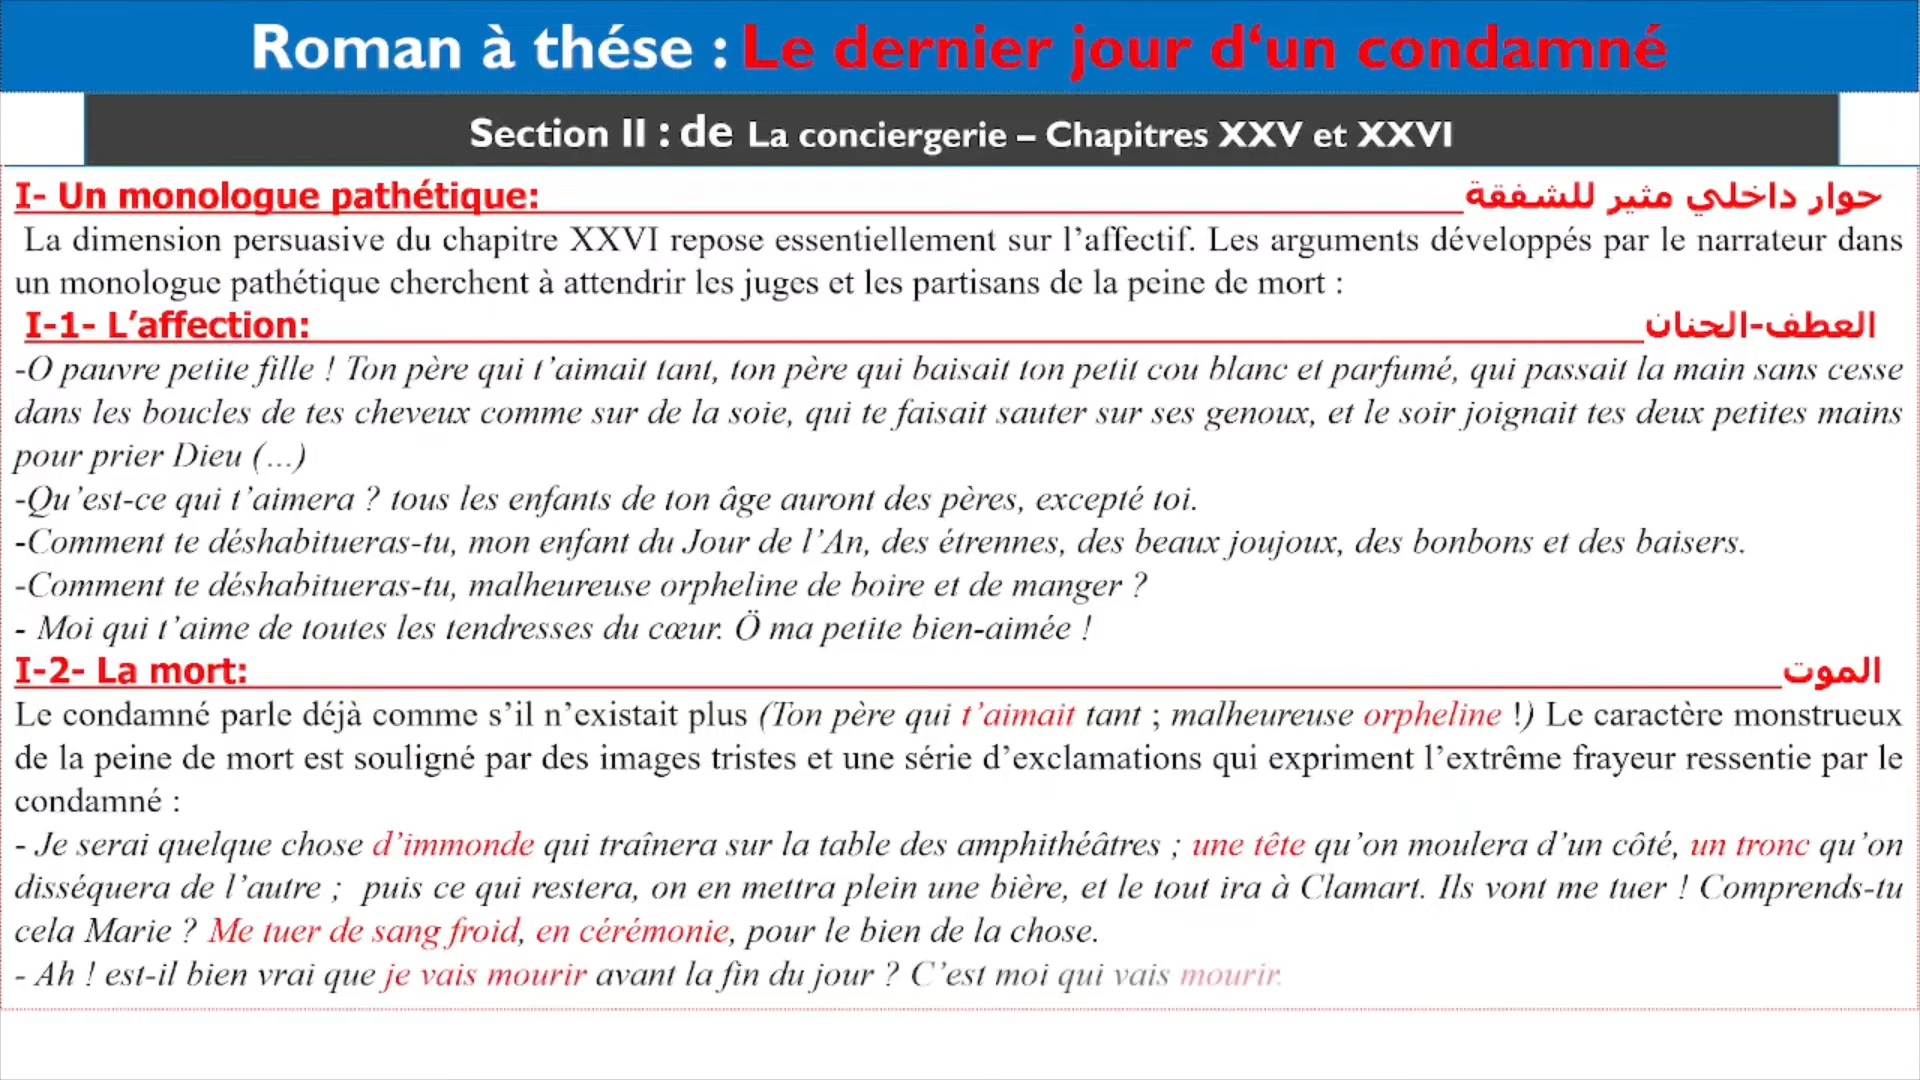 Roman à thése : Le dernier jour d‘un condamné
Section II : de La conciergerie – Chapitres XXV et XXVI
I- Un monologue pathétique: حوار داخلي مثير للشفقة
La dimension persuasive du chapitre XXVI repose essentiellement sur l’affectif. Les arguments développés par le narrateur dans
un monologue pathétique cherchent à attendrir les juges et les partisans de la peine de mort :
I-1- L’affection: العطف-الحنان
-O pauvre petite fille ! Ton père qui t’aimait tant, ton père qui baisait ton petit cou blanc et parfumé, qui passait la main sans cesse
dans les boucles de tes cheveux comme sur de la soie, qui te faisait sauter sur ses genoux, et le soir joignait tes deux petites mains
pour prier Dieu (…)
-Qu’est-ce qui t’aimera ? tous les enfants de ton âge auront des pères, excepté toi.
-Comment te déshabitueras-tu, mon enfant du Jour de l’An, des étrennes, des beaux joujoux, des bonbons et des baisers.
-Comment te déshabitueras-tu, malheureuse orpheline de boire et de manger ?
- Moi qui t’aime de toutes les tendresses du cœur. Ö ma petite bien-aimée !
I-2- La mort: الموت
Le condamné parle déjà comme s’il n’existait plus (Ton père qui t’aimait tant ; malheureuse orpheline !) Le caractère monstrueux
de la peine de mort est souligné par des images tristes et une série d’exclamations qui expriment l’extrême frayeur ressentie par le
condamné :
- Je serai quelque chose d’immonde qui traînera sur la table des amphithéâtres ; une tête qu’on moulera d’un côté, un tronc qu’on
disséquera de l’autre ; puis ce qui restera, on en mettra plein une bière, et le tout ira à Clamart. Ils vont me tuer ! Comprends-tu
cela Marie ? Me tuer de sang froid, en cérémonie, pour le bien de la chose.
- Ah ! est-il bien vrai que je vais mourir avant la fin du jour ? C’est moi qui vais mourir.